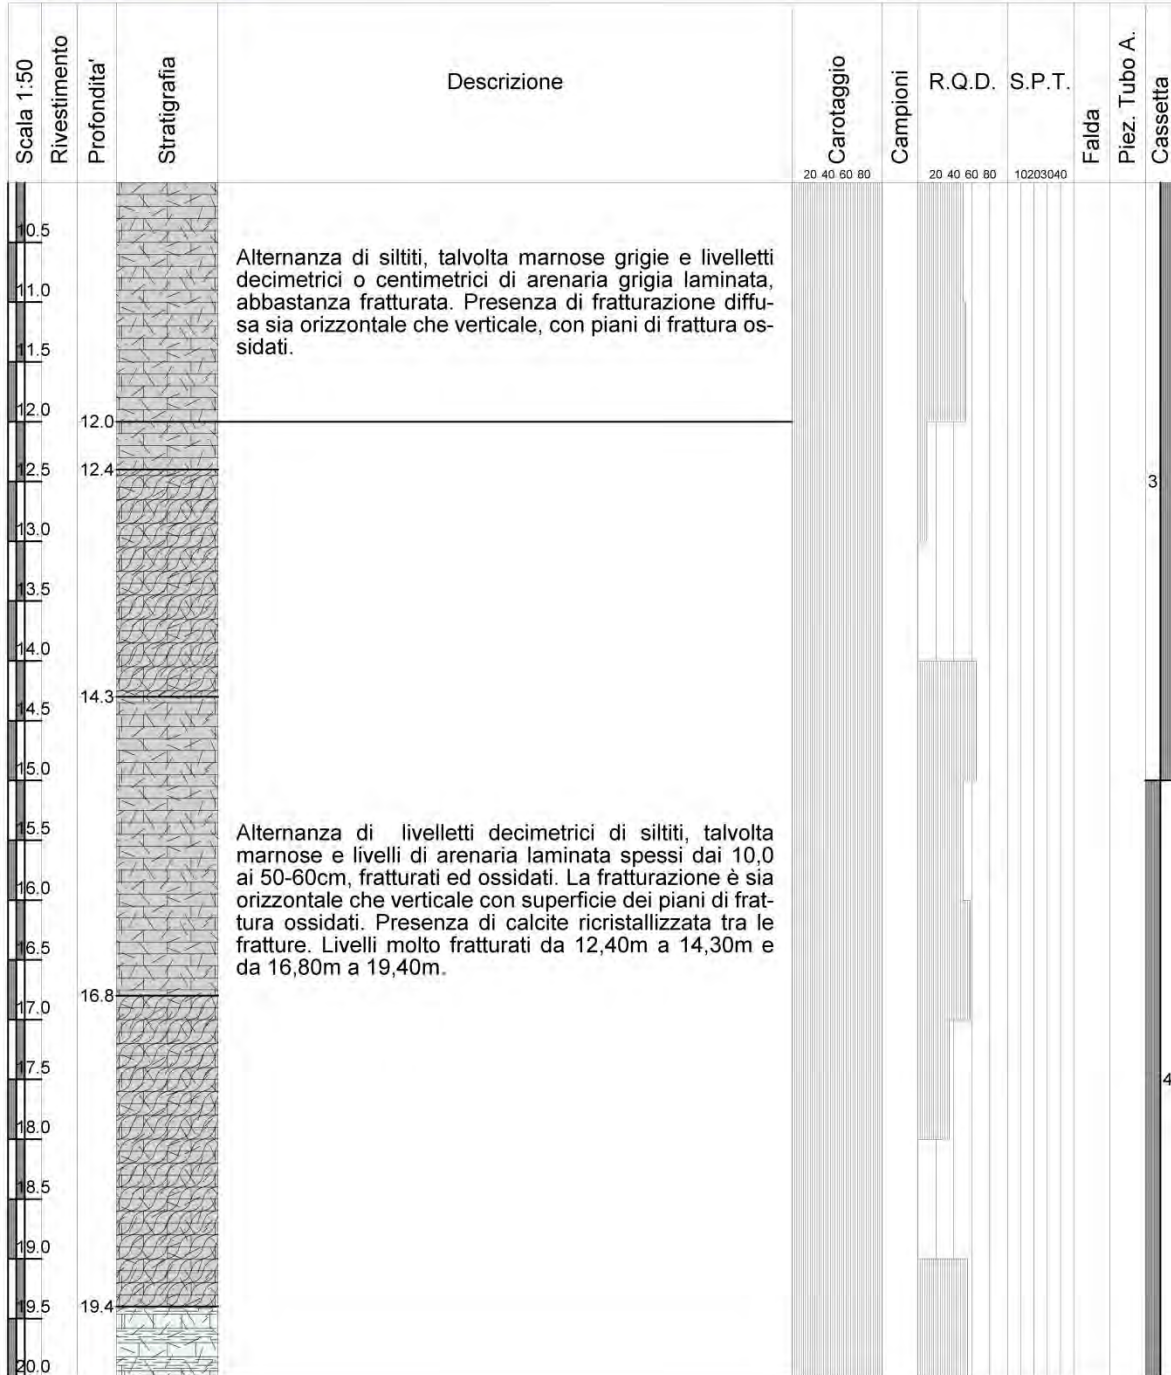 Scala 1:50
Rivestimento
Profondita'
Stratigrafia
Descrizione
Carotaggio
Campioni
R.Q.D.
S.P.T.
Falda
Piez. Tubo A.
Cassetta
20 40 60 80
20 40 60 80
10203040
10.5
Alternanza di siltiti, talvolta marnose grigie e livelletti
decimetrici o centimetrici di arenaria grigia laminata,
abbastanza fratturata. Presenza di fratturazione diffu-
sa sia orizzontale che verticale, con piani di frattura os-
sidati.
11.0
11.5
12.0
12.0
12.5
12.4
3
13.0
13.5
14.0
14.3
14.5
15.0
15.5
Alternanza di livelletti decimetrici di siltiti, talvolta
marnose e livelli di arenaria laminata spessi dai 10,0
ai 50-60cm, fratturati ed ossidati. La fratturazione è sia
orizzontale che verticale con superficie dei piani di frat-
tura ossidati. Presenza di calcite ricristallizzata tra le
fratture. Livelli molto fratturati da 12,40m a 14,30m e
da 16,80m a 19,40m.
16.0
16.5
16.8
17.0
17.5
4
18.0
18.5
19.0
19.5
19.4
20.0